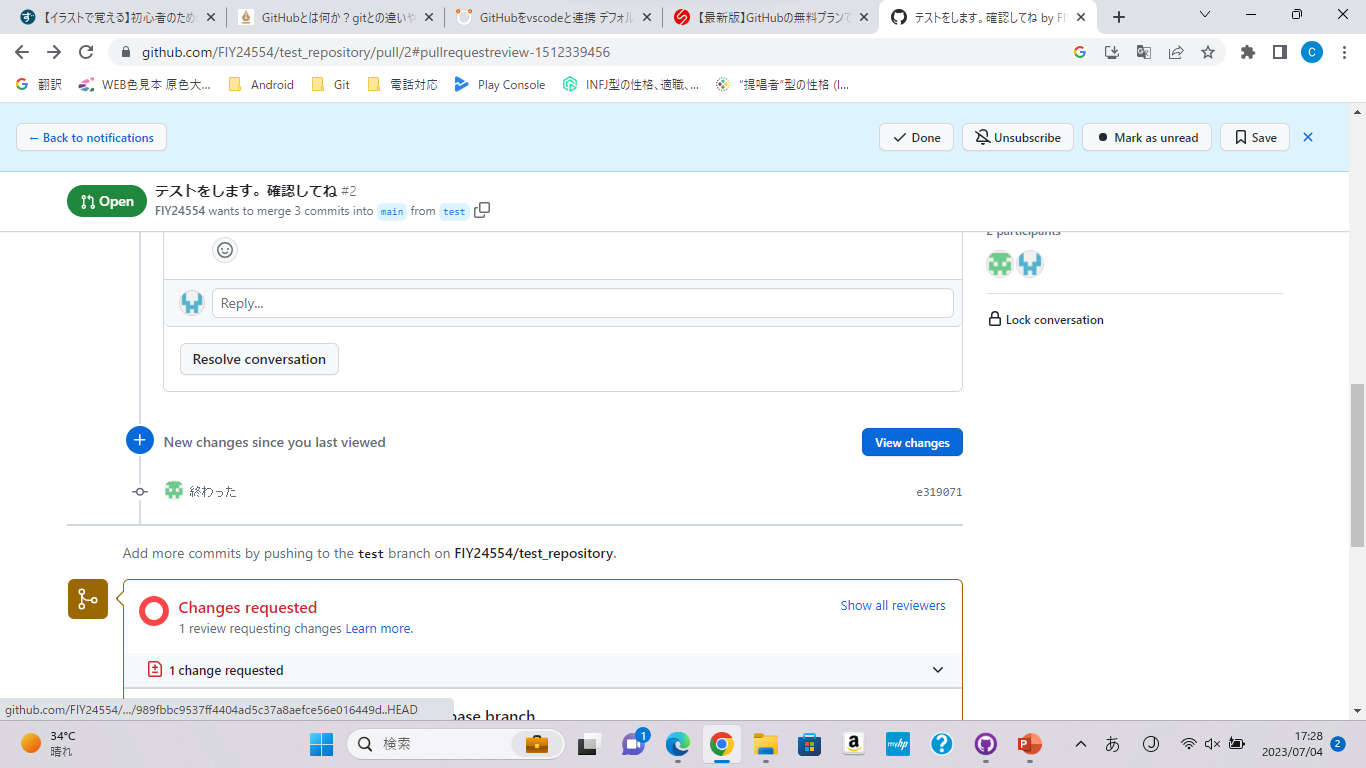 【イラストで覚える】初心者のため
GitHubとは何か？gitとの違いや
GitHubをvscodeと連携 デフォル
【最新版】GitHubの無料プランで
テストをします。確認してね by F
github.com/FIY24554/test_repository/pull/2#pullrequestreview-1512339456
C
翻訳
WEB色見本 原色大...
Android
Git
電話対応
Play Console
INFJ型の性格、適職、...
“提唱者”型の性格 (I...
← Back to notifications
Done
Unsubscribe
Mark as unread
Save
Open
テストをします。確認してね #2
FIY24554 wants to merge 3 commits into main from test
2 participants
Reply...
Resolve conversation
Lock conversation
New changes since you last viewed
View changes
終わった
e319071
Add more commits by pushing to the test branch on FIY24554/test_repository.
Changes requested
Show all reviewers
1 review requesting changes Learn more.
1 change requested
base branch
github.com/FIY24554/.../989fbbc9537ff4404ad5c37a8aefce56e016449d..HEAD
34°C
晴れ
検索
1
a
myhp
?
P
あ
17:28
2023/07/04
2